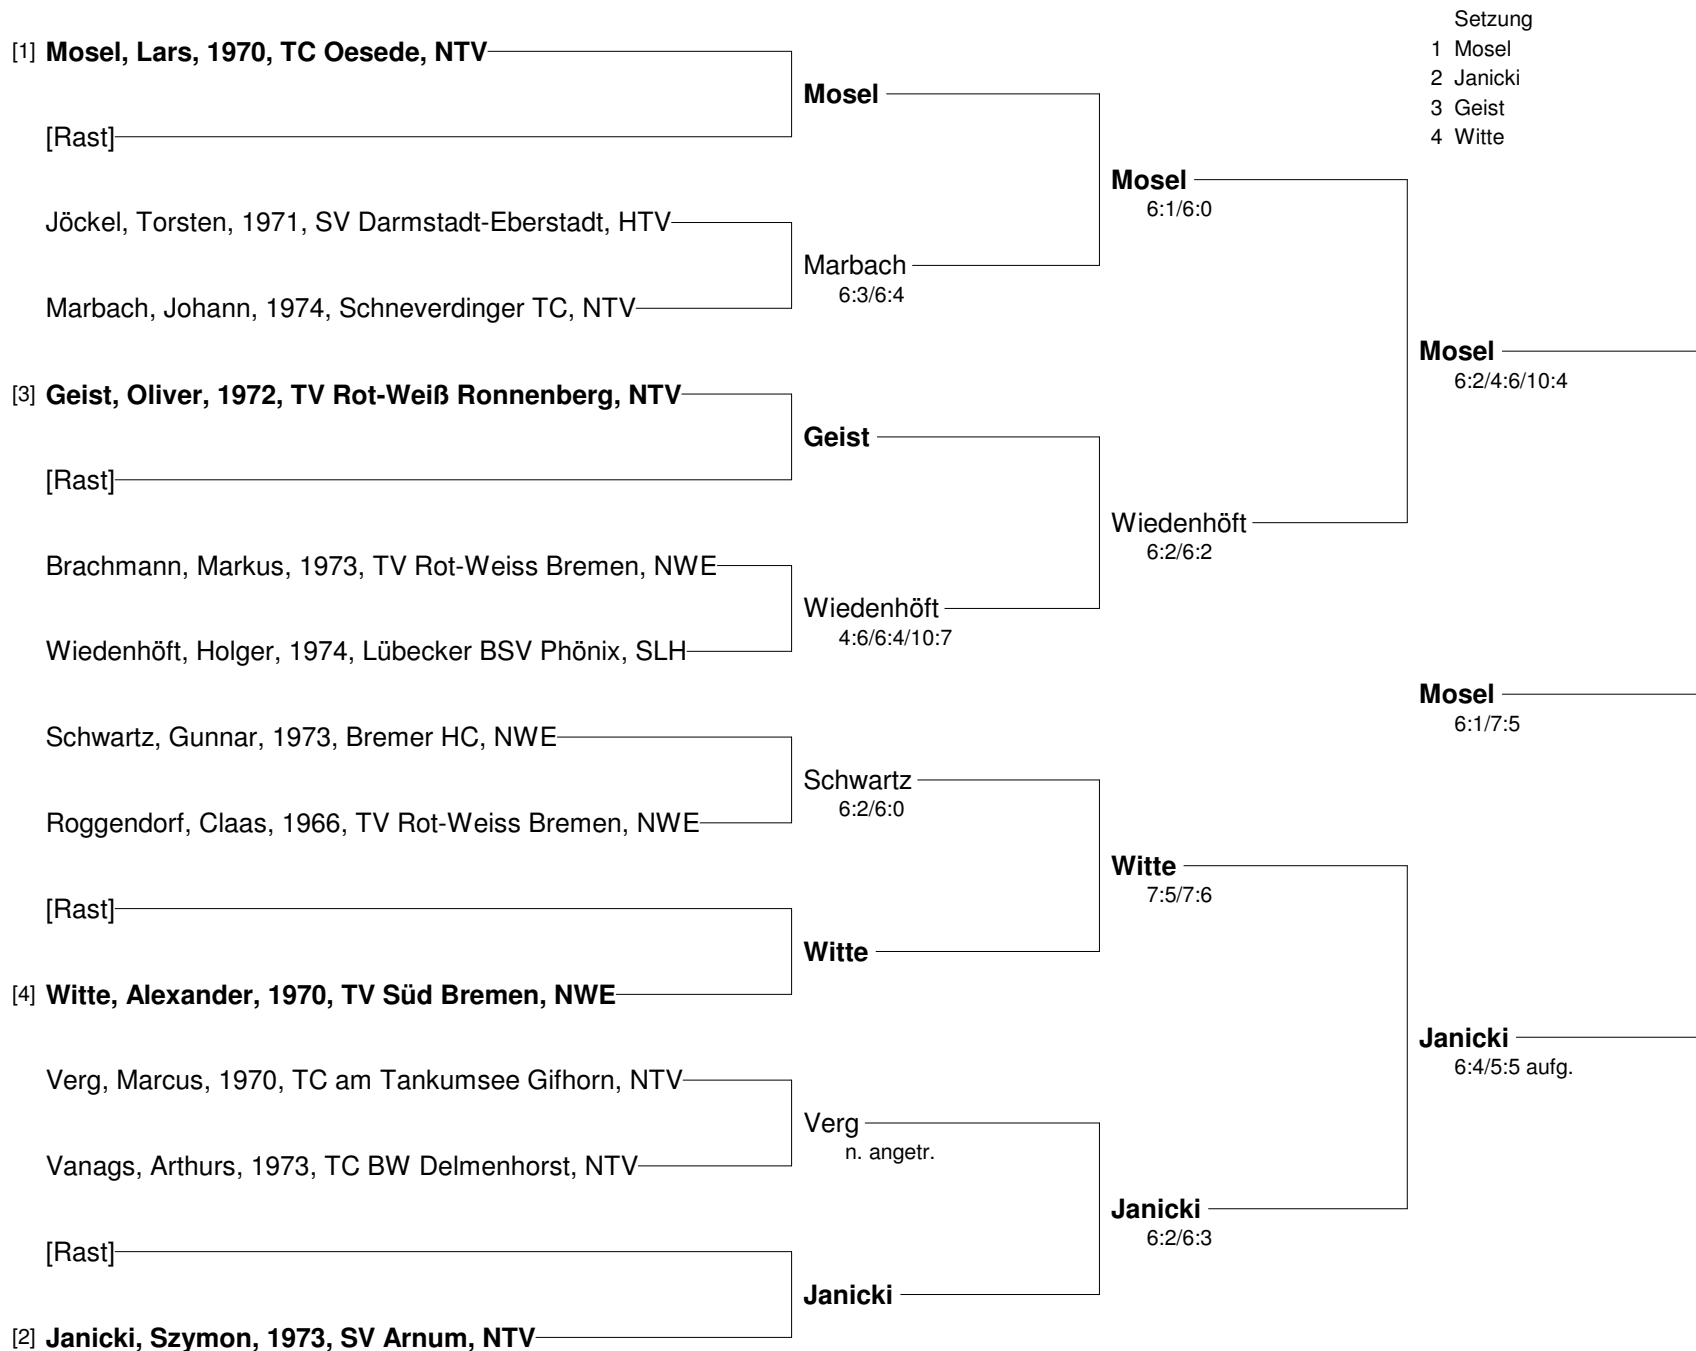 Setzung
1 Mosel
2 Janicki
3 Geist
4 Witte
[1] Mosel, Lars, 1970, TC Oesede, NTV
[Rast]
Jöckel, Torsten, 1971, SV Darmstadt-Eberstadt, HTV
Marbach, Johann, 1974, Schneverdinger TC, NTV
[3] Geist, Oliver, 1972, TV Rot-Weiß Ronnenberg, NTV
[Rast]
Brachmann, Markus, 1973, TV Rot-Weiss Bremen, NWE
Wiedenhöft, Holger, 1974, Lübecker BSV Phönix, SLH
Schwartz, Gunnar, 1973, Bremer HC, NWE
Roggendorf, Claas, 1966, TV Rot-Weiss Bremen, NWE
[Rast]
[4] Witte, Alexander, 1970, TV Süd Bremen, NWE
Verg, Marcus, 1970, TC am Tankumsee Gifhorn, NTV
Vanags, Arthurs, 1973, TC BW Delmenhorst, NTV
[Rast]
[2] Janicki, Szymon, 1973, SV Arnum, NTV
Mosel
Marbach
6:3/6:4
Geist
Wiedenhöft
4:6/6:4/10:7
Schwartz
6:2/6:0
Witte
Verg
n. angetr.
Janicki
Mosel
6:1/6:0
Wiedenhöft
6:2/6:2
Witte
7:5/7:6
Janicki
6:2/6:3
Mosel
6:2/4:6/10:4
Mosel
6:1/7:5
Janicki
6:4/5:5 aufg.